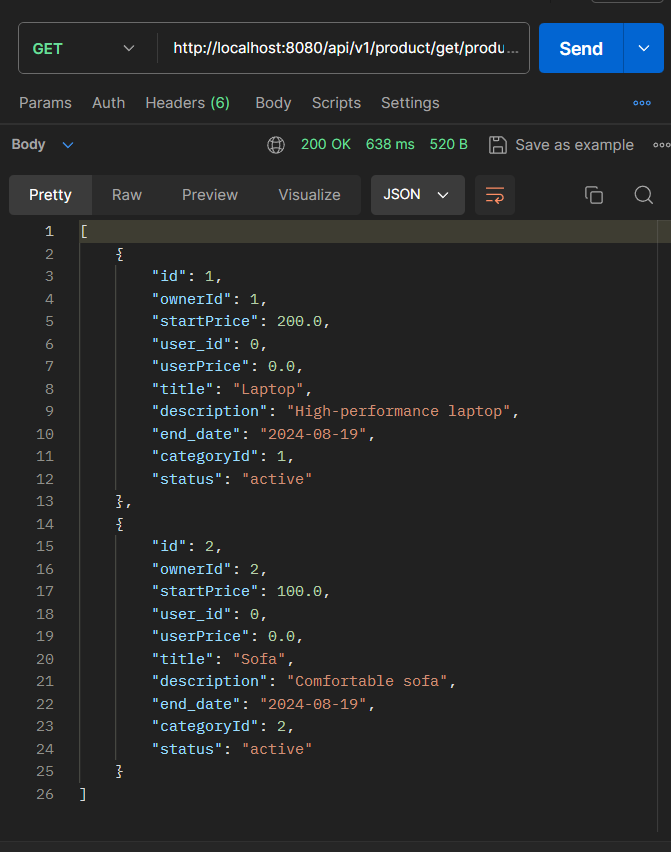 GET http://localhost:8080/api/v1/product/get/produ... Send
Params Auth Headers (6) Body Scripts Settings
Body 200 OK 638 ms 520 B Save as example
Pretty Raw Preview Visualize JSON
1 [
2 {
3 "id": 1,
4 "ownerId": 1,
5 "startPrice": 200.0,
6 "user_id": 0,
7 "userPrice": 0.0,
8 "title": "Laptop",
9 "description": "High-performance laptop",
10 "end_date": "2024-08-19",
11 "categoryId": 1,
12 "status": "active"
13 },
14 {
15 "id": 2,
16 "ownerId": 2,
17 "startPrice": 100.0,
18 "user_id": 0,
19 "userPrice": 0.0,
20 "title": "Sofa",
21 "description": "Comfortable sofa",
22 "end_date": "2024-08-19",
23 "categoryId": 2,
24 "status": "active"
25 }
26 ]